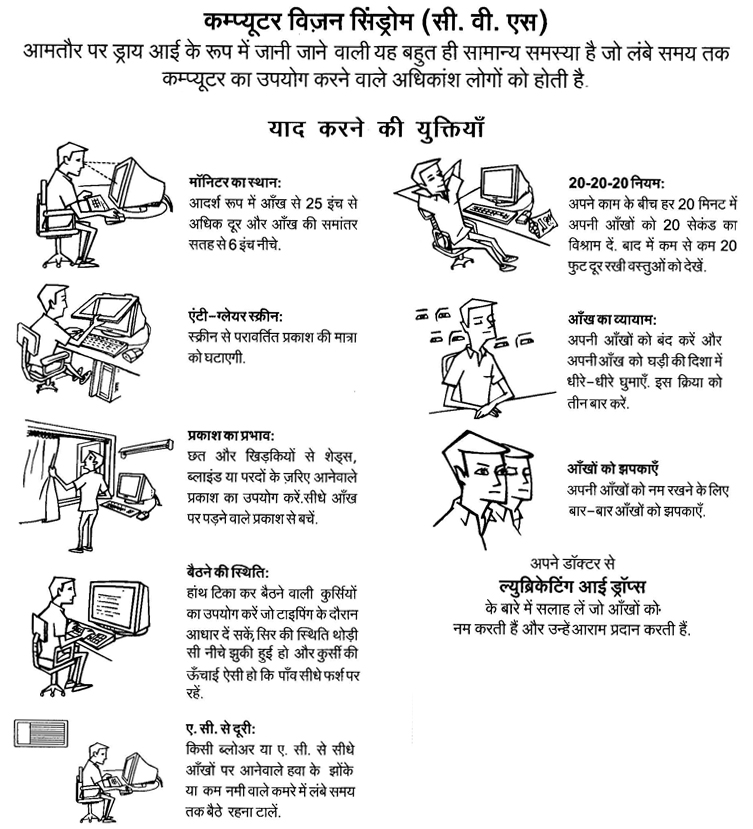 कम्प्यूटर विज़न सिंड्रोम (सी. वी. एस)
आमतौर पर ड्राय आई के रूप में जानी जाने वाली यह बहुत ही सामान्य समस्या है जो लंबे समय तक
कम्प्यूटर का उपयोग करने वाले अधिकांश लोगों को होती है.
याद करने की युक्तियाँ
मॉनिटर का स्थान:
आदर्श रूप में आँख से 25 इंच से
अधिक दूर और आँख की समांतर
सतह से 6 इंच नीचे.
एंटी-ग्लेयर स्क्रीन:
स्क्रीन से परावर्तित प्रकाश की मात्रा
को घटाएगी.
प्रकाश का प्रभाव:
छत और खिड़कियों से शेड्स,
ब्लाइंड या परदों के ज़रिए आनेवाले
प्रकाश का उपयोग करें.सीधे आँख
पर पड़ने वाले प्रकाश से बचें.
बैठने की स्थिति:
हांथ टिका कर बैठने वाली कुर्सियों
का उपयोग करें जो टाइपिंग के दौरान
आधार दें सकें,सिर की स्थिति थोड़ी
सी नीचे झुकी हुई हो और कुर्सी की
ऊँचाई ऐसी हो कि पाँव सीधे फर्श पर
रहें.
ए. सी. से दूरी:
किसी ब्लोअर या ए. सी. से सीधे
आँखों पर आनेवाले हवा के झोंके
या कम नमी वाले कमरे में लंबे समय
तक बैठे रहना टालें.
20-20-20 नियम:
अपने काम के बीच हर 20 मिनट में
अपनी आँखों को 20 सेकंड का
विश्राम दें. बाद में कम से कम 20
फुट दूर रखी वस्तुओं को देखें.
आँख का व्यायाम:
अपनी आँखों को बंद करें और
अपनी आँख को घड़ी की दिशा में
धीरे-धीरे घुमाएँ. इस क्रिया को
तीन बार करें.
आँखों को झपकाएँ
अपनी आँखों को नम रखने के लिए
बार-बार आँखों को झपकाएँ.
अपने डॉक्टर से
ल्युब्रिकेटिंग आई ड्रॉप्स
के बारे में सलाह लें जो आँखों को
नम करती हैं और उन्हें आराम प्रदान करती हैं.